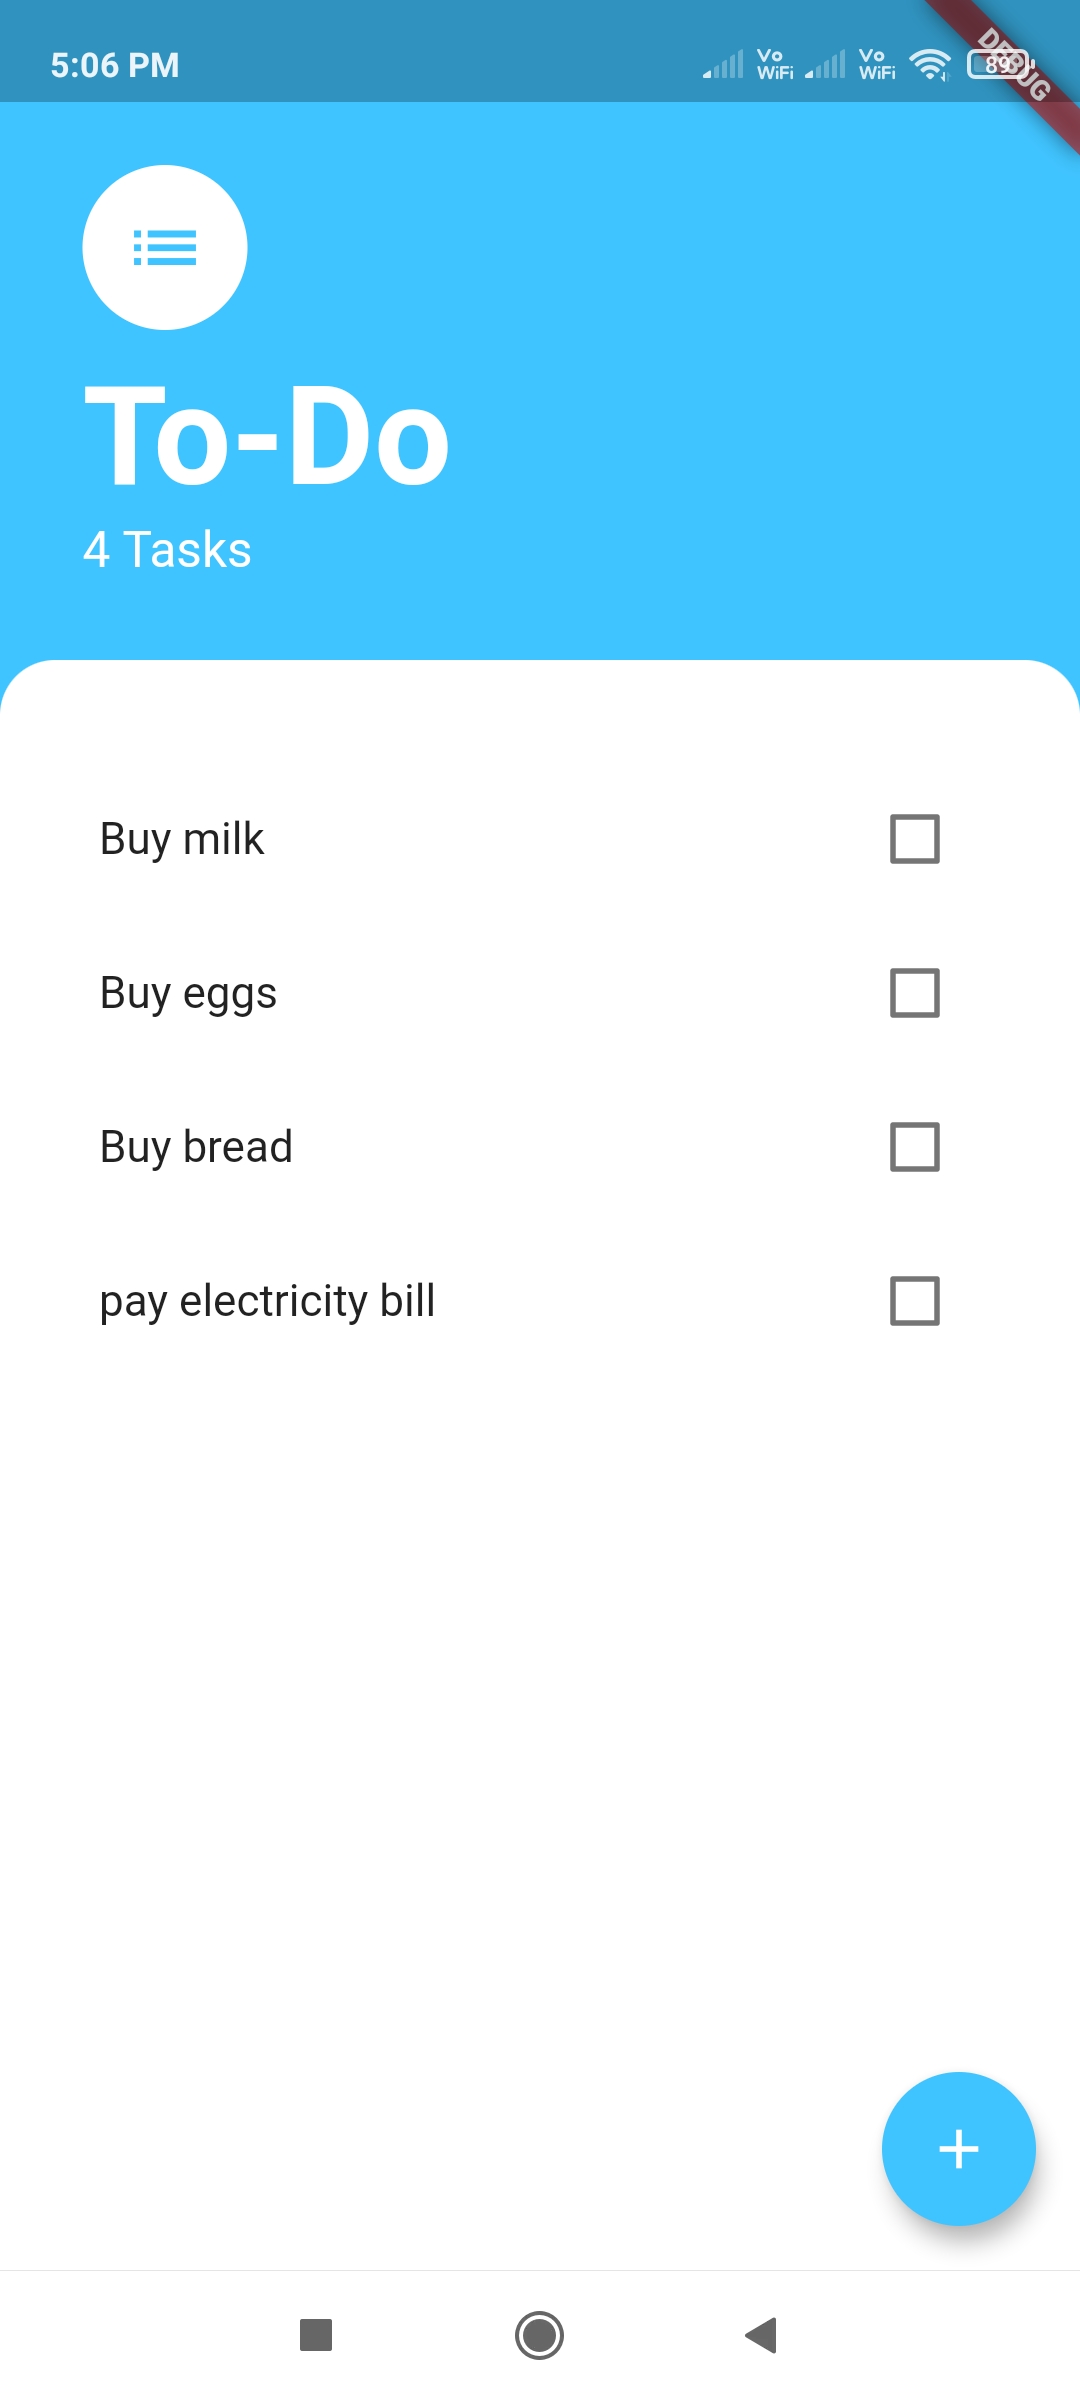 5:06 PM
Vo
WiFi
Vo
WiFi
89
DEBUG
To-Do
4 Tasks
Buy milk
Buy eggs
Buy bread
pay electricity bill